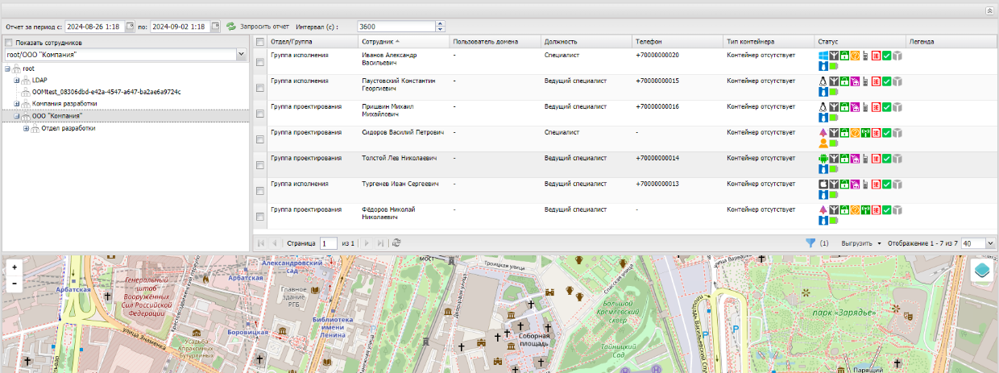 Отчет за период с: 2024-08-26 1:18 по: 2024-09-02 1:18 Запросить отчет Интервал (с) : 3600
Показать сотрудников
root/ООО "Компания"
root
LDAP
OOMtest_08306dbd-e42a-4547-a647-ba2ae6a9724c
Компания разработки
ООО "Компания"
Отдел разработки
Отдел/Группа Сотрудник Пользователь домена Должность Телефон Тип контейнера Статус Легенда
Группа исполнения Иванов Александр - Специалист +70000000020 Контейнер отсутствует
Васильевич
Группа исполнения Паустовский Константин - Ведущий специалист +70000000015 Контейнер отсутствует
Георгиевич
Группа проектирования Пришвин Михаил - Ведущий специалист +70000000016 Контейнер отсутствует
Михайлович
Группа проектирования Сидоров Василий Петрович - Специалист - Контейнер отсутствует
Группа проектирования Толстой Лев Николаевич - Ведущий специалист +70000000014 Контейнер отсутствует
Группа проектирования Тургенев Иван Сергеевич - Ведущий специалист +70000000013 Контейнер отсутствует
Группа проектирования Фёдоров Николай - Ведущий специалист - Контейнер отсутствует
Николаевич
Страница 1 из 1 (1) Выгрузить Отображение 1 - 7 из 7 40
+
-
Арбатская
Генеральный
штаб
Вооружённых
Сил Российской
Федерации
Александровский
сад
Арбатская
Главное
здание
РГБ
Боровицкая
Библиотека
имени
Ленина
улица Знаменка
Усадьба
Апраксиных
Бутурлиных
мост
Троицкая улица
Дворцовая улица
Спасская улица
Большой
Кремлевский
сквер
Соборная
площадь
Тайницкий
Сад
P
P
парк «Зарядье»
Парящий